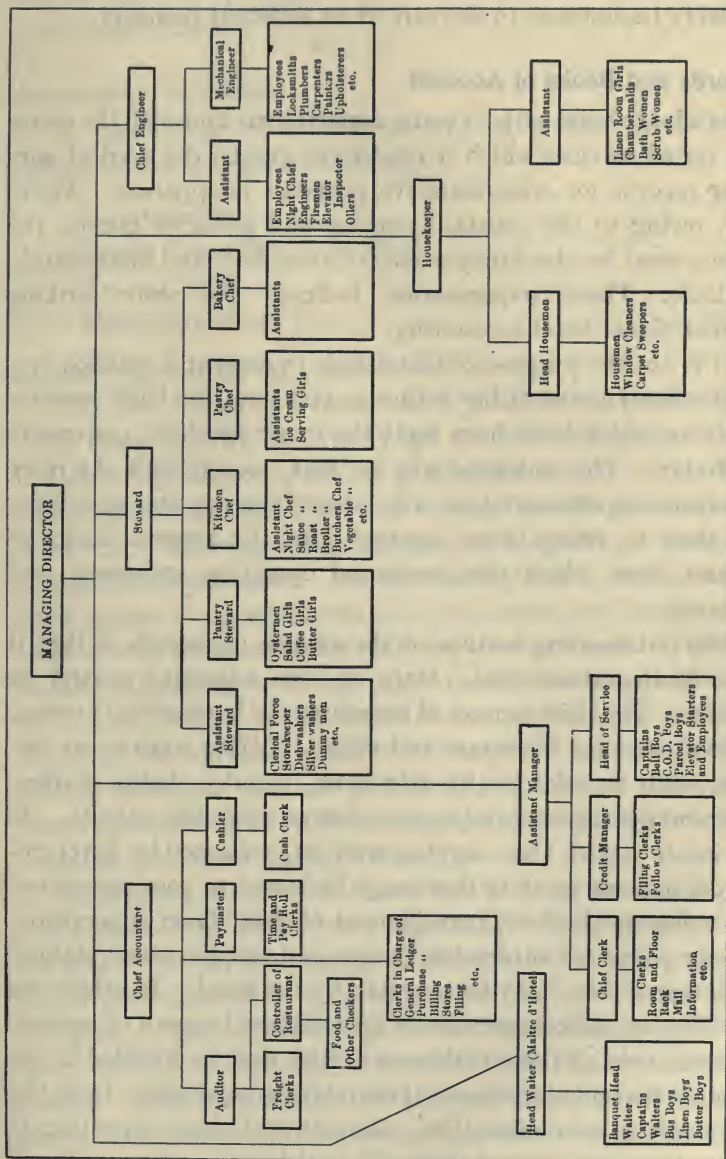 MANAGING DIRECTOR
Chief Accountant
Steward
Chief Engineer
Auditor
Controller of
Restaurant
Paymaster
Cashier
Assistant
Steward
Pantry
Steward
Kitchen
Chef
Pastry
Chef
Bakery
Chef
Assistant
Mechanical
Engineer
Freight
Clerks
Food and
Other Checkers
Time and
Pay Roll
Clerks
Cash Clerk
Clerical Force
Storekeeper
Dishwashers
Silver washers
Dummy men
etc.
Oystermen
Salad Girls
Coffee Girls
Butter Girls
Assistant
Night Chef
Sauce "
Roast "
Broiler "
Butchers Chef
Vegetable "
etc.
Assistants
Ice Cream
Serving Girls
Assistants
Employees
Night Chief
Engineers
Firemen
Elevator
Inspector
Oilers
Employees
Locksmiths
Plumbers
Carpenters
Painters
Upholsterers
etc.
Clerks in Charge of
General Ledger
Purchase "
Billing
Stores
Filing
etc.
Head Waiter (Maitre d'Hotel)
Assistant Manager
Housekeeper
Banquet Head
Waiter
Captains
Waiters
Bus Boys
Linen Boys
Butter Boys
Chief Clerk
Credit Manager
Head of Service
Head Housemen
Assistant
Clerks
Room and Floor
Rack
Mail
Information
etc.
Filing Clerks
Follow Clerks
Captains
Bell Boys
C.O.D. Boys
Parcel Boys
Elevator Starters
and Employees
Housemen
Window Cleaners
Carpet Sweepers
etc.
Linen Room Girls
Chambermaids
Bath Women
Scrub Women
etc.